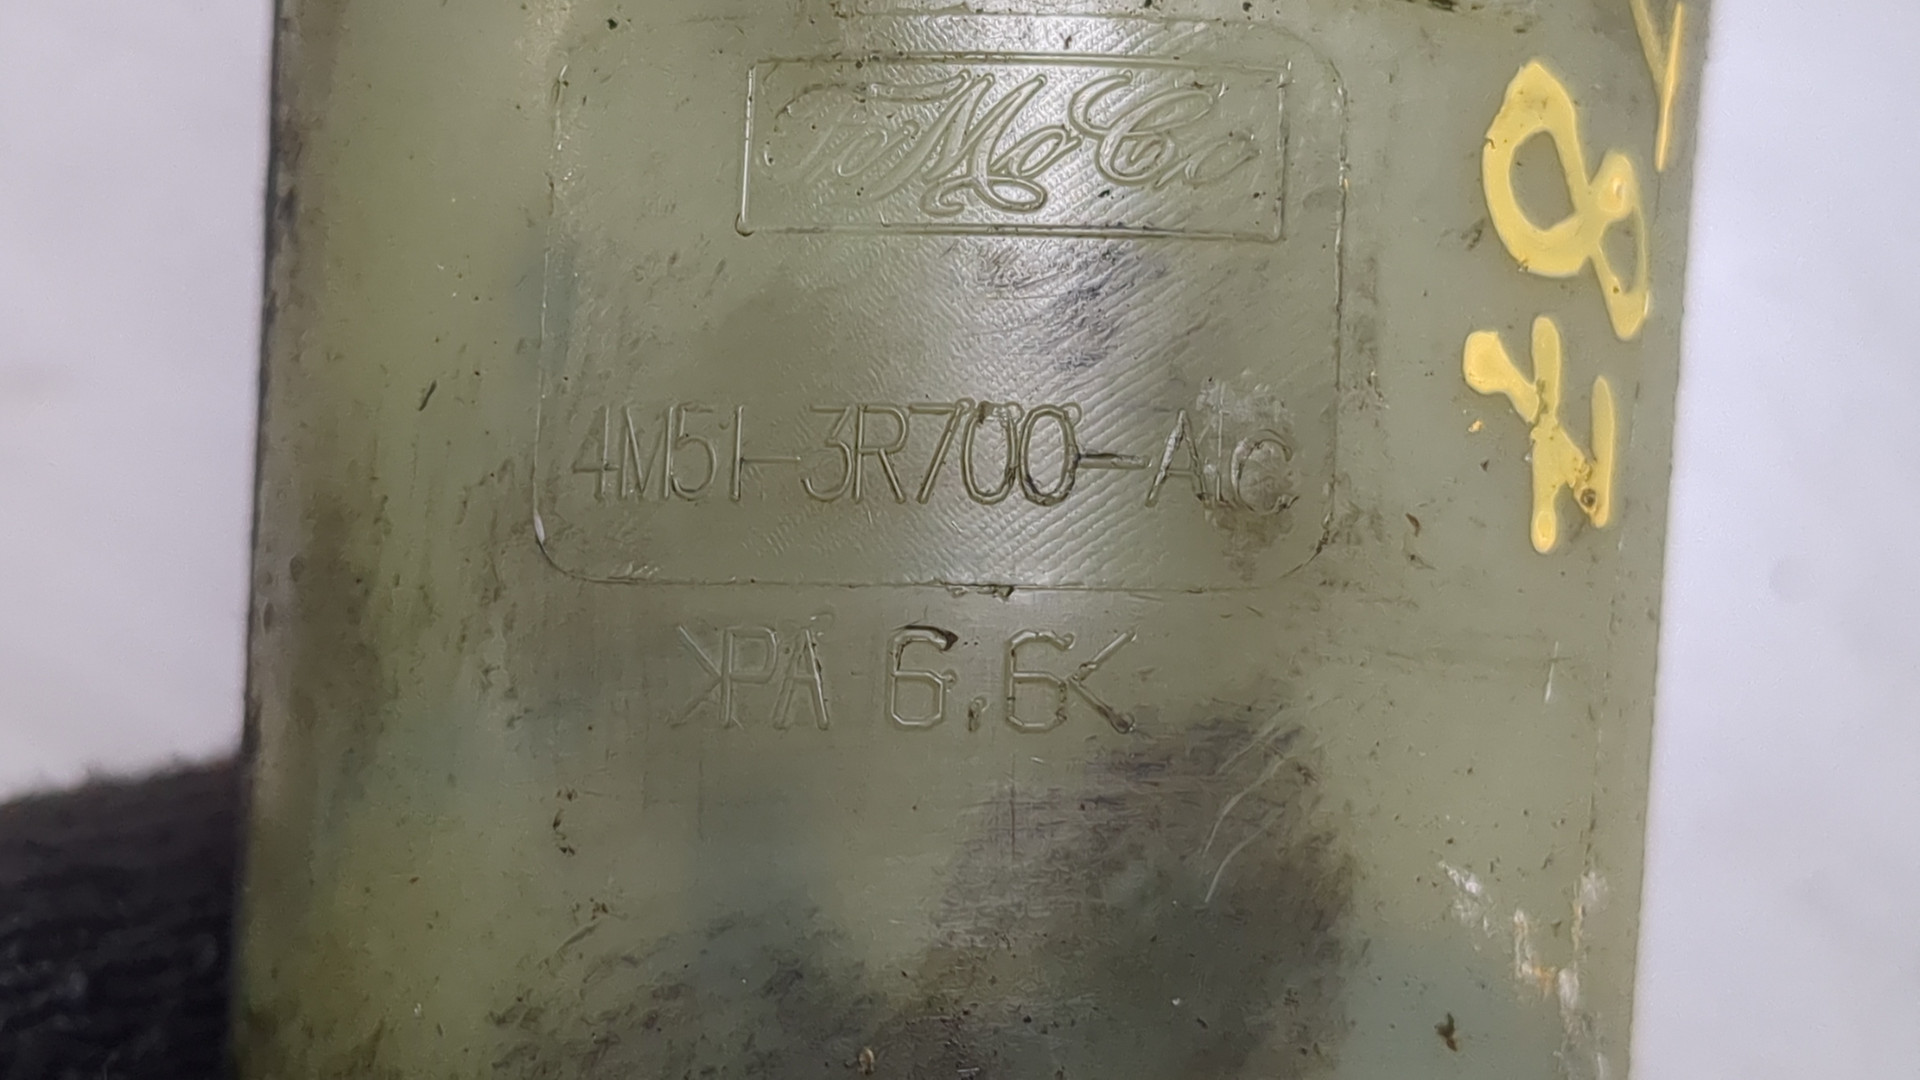 FoMoCo
4M51-3R700-AC
>PA 6.6<